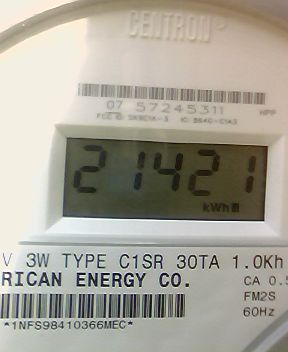 CENTRON®
07 57245311 HPP
21421
kWh
V 3W TYPE C1SR 30TA 1.0Kh
RICAN ENERGY CO. CA 0.5
FM2S
60Hz
*1NFS98410366MEC*